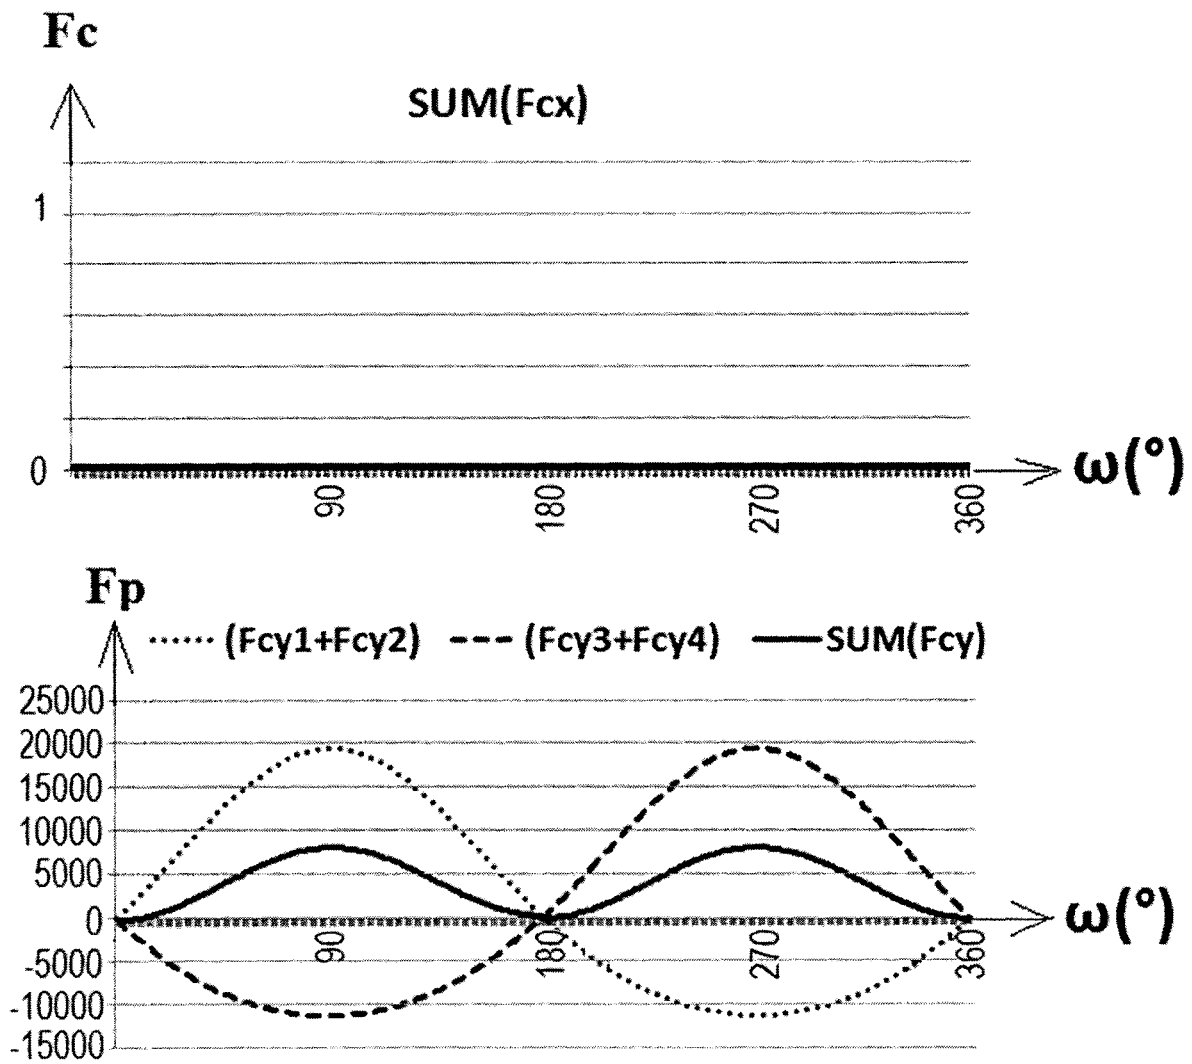 Fc
SUM(Fcx)
1
0
ω(°)
90 180 270 360
Fp
(Fcy1+Fcy2) (Fcy3+Fcy4) SUM(Fcy)
25000
20000
15000
10000
5000
0
ω(°)
90 180 270 360
-5000
-10000
-15000